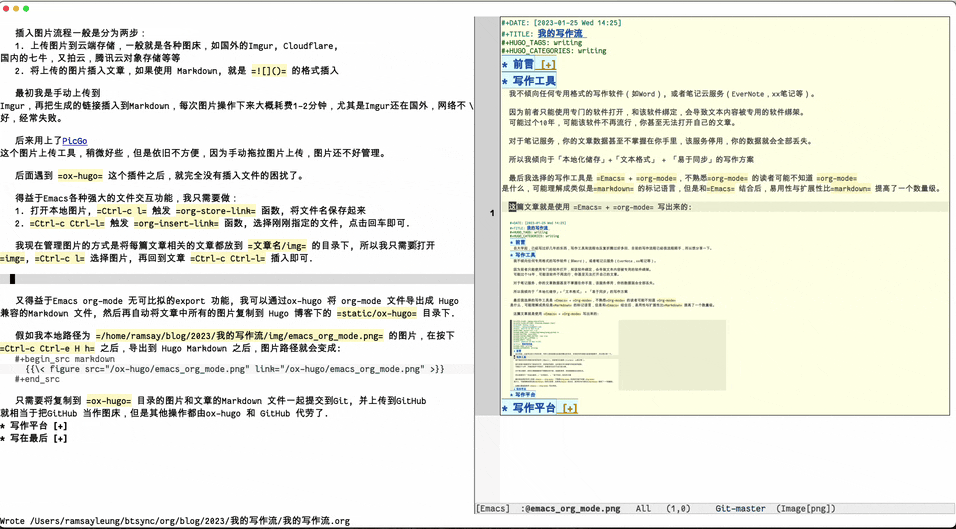 插入图片流程一般是分为两步：
1. 上传图片到云端存储，一般就是各种图床，如国外的Imgur, Cloudflare,
国内的七牛，又拍云，腾讯云对象存储等等
2. 将上传的图片插入文章，如果使用 Markdown, 就是 =![]()= 的格式插入
最初我是手动上传到
Imgur，再把生成的链接插入到Markdown，每次图片操作下来大概耗费1-2分钟，尤其是Imgur还在国外，网络不 \
好，经常失败。
后来用上了PicGo
这个图片上传工具，稍微好些，但是依旧不方便，因为手动拖拉图片上传，图片还不好管理。
后面遇到 =ox-hugo= 这个插件之后，就完全没有插入文件的困扰了。
得益于Emacs各种强大的文件交互功能，我只需要做：
1. 打开本地图片，=Ctrl-c l= 触发 =org-store-link= 函数，将文件名保存起来
2. =Ctrl-c Ctrl-l= 触发 =org-insert-link= 函数，选择刚刚指定的文件，点击回车即可.
我现在管理图片的方式是将每篇文章相关的文章都放到 =文章名/img= 的目录下，所以我只需要打开
=img=, =Ctrl-c l= 选择图片，再回到文章 =Ctrl-c Ctrl-l= 插入即可.
又得益于Emacs org-mode 无可比拟的export 功能，我可以通过ox-hugo 将 org-mode 文件导出成 Hugo
兼容的Markdown 文件，然后再自动将文章中所有的图片复制到 Hugo 博客下的 =static/ox-hugo= 目录下.
假如我本地路径为 =/home/ramsay/blog/2023/我的写作流/img/emacs_org_mode.png= 的图片，在按下
=Ctrl-c Ctrl-e H h= 之后，导出到 Hugo Markdown 之后，图片路径就会变成:
#+begin_src markdown
{{\< figure src="/ox-hugo/emacs_org_mode.png" link="/ox-hugo/emacs_org_mode.png" >}}
#+end_src
只需要将复制到 =ox-hugo= 目录的图片和文章的Markdown 文件一起提交到Git, 并上传到GitHub
就相当于把GitHub 当作图床，但是其他操作都由ox-hugo 和 GitHub 代劳了.
* 写作平台 [+]
* 写在最后 [+]
Wrote /Users/ramsayleung/btsync/org/blog/2023/我的写作流/我的写作流.org
#+DATE: [2023-01-25 Wed 14:25]
#+TITLE: 我的写作流
#+HUGO_TAGS: writing
#+HUGO_CATEGORIES: writing
* 前言 [+]
* 写作工具
我不倾向任何专用格式的写作软件（如Word），或者笔记云服务（EverNote，xx笔记等）。
因为前者只能使用专门的软件打开，和该软件绑定，会导致文本内容被专用的软件绑架。
可能过个10年，可能该软件不再流行，你甚至无法打开自己的文章。
对于笔记服务，你的文章数据甚至不掌握在你手里，该服务停用，你的数据就会全部丢失。
所以我倾向于「本地化储存」+「文本格式」 + 「易于同步」的写作方案
最后我选择的写作工具是 =Emacs= + =org-mode=，不熟悉=org-mode= 的读者可能不知道 =org-mode=
是什么，可能理解成类似是=markdown= 的标记语言，但是和=Emacs= 结合后，易用性与扩展性比=markdown= 提高了一个数量级。
这篇文章就是使用 =Emacs= + =org-mode= 写出来的:
1
* 前言
* 写作工具
* 写作平台
* 写作平台 [+]
[Emacs] :@emacs_org_mode.png All (1,0) Git-master (Image[png])